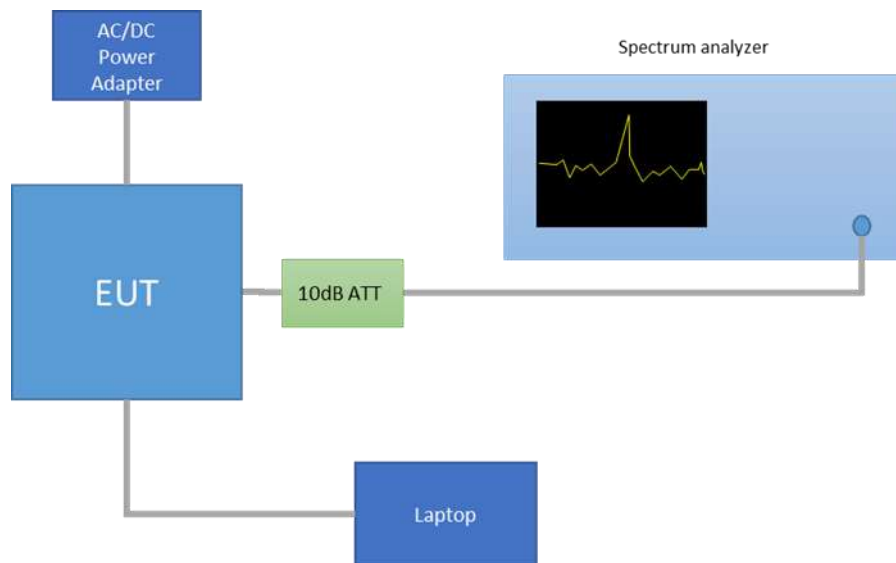 AC/DC
Power
Adapter
Spectrum analyzer
EUT
10dB ATT
Laptop